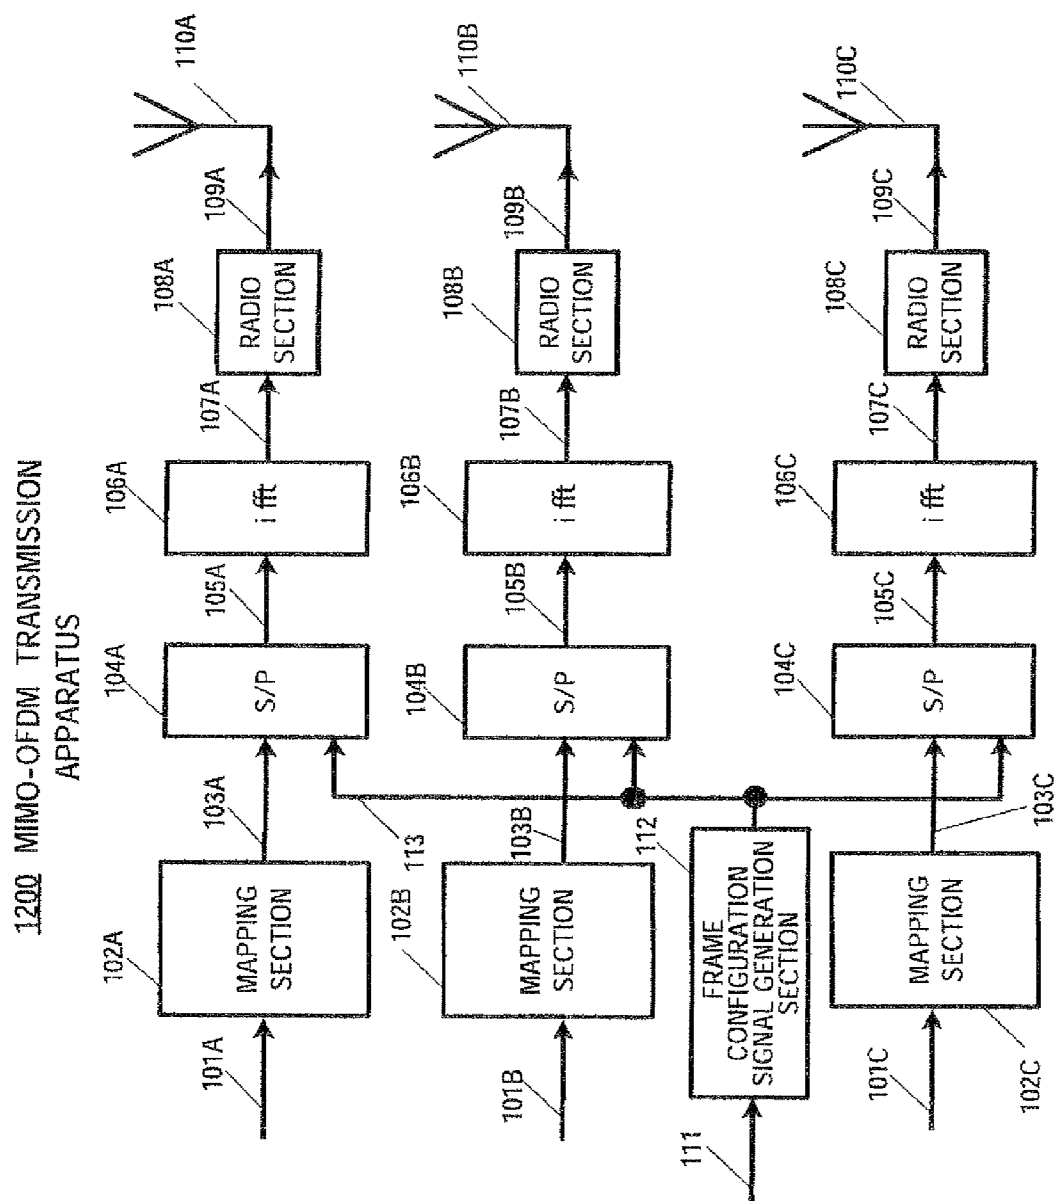 1200 MIMO-OFDM TRANSMISSION
APPARATUS
101A
102A
MAPPING
SECTION
103A
104A
S/P
105A
106A
i fft
107A
108A
RADIO
SECTION
109A
110A
113
101B
102B
MAPPING
SECTION
103B
104B
S/P
105B
106B
i fft
107B
108B
RADIO
SECTION
109B
110B
111
112
FRAME
CONFIGURATION
SIGNAL GENERATION
SECTION
101C
102C
MAPPING
SECTION
103C
104C
S/P
105C
106C
i fft
107C
108C
RADIO
SECTION
109C
110C